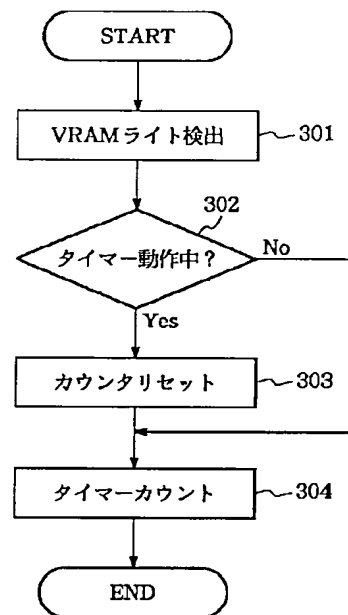 START
VRAMライト検出
301
302
タイマー動作中?
No
Yes
カウンタリセット
303
タイマーカウント
304
END